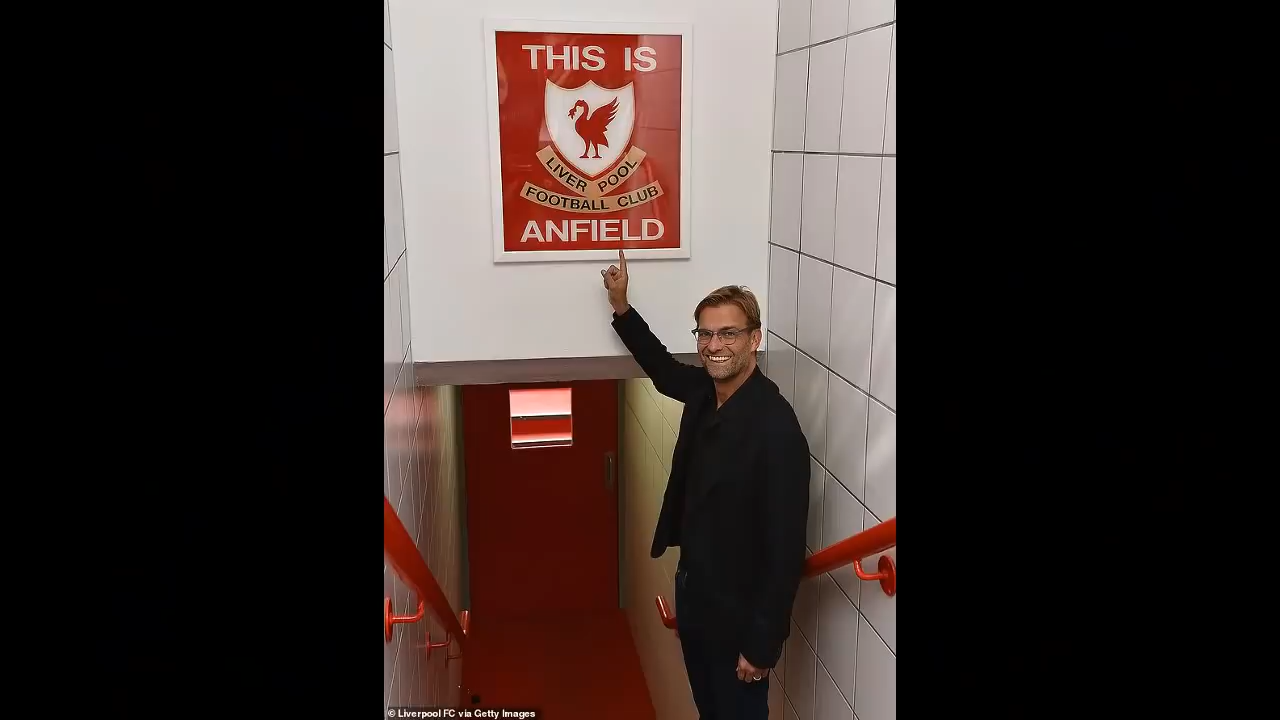 THIS IS
LIVER POOL
FOOTBALL CLUB
ANFIELD
© Liverpool FC via Getty Images